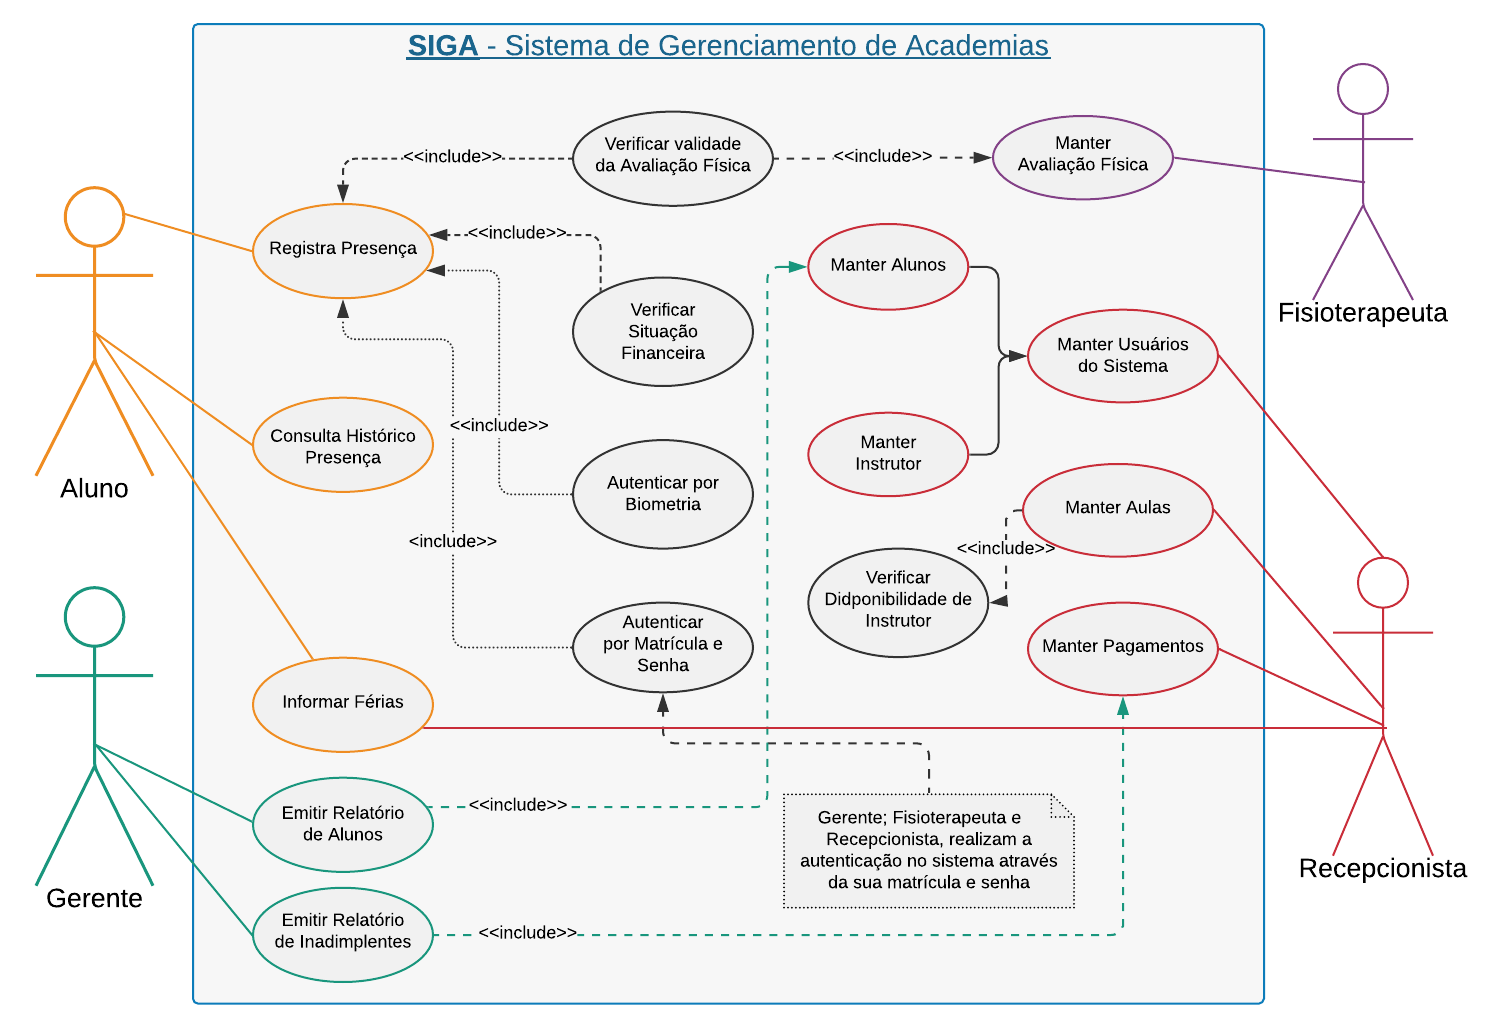 SIGA - Sistema de Gerenciamento de Academias
Verificar validade
da Avaliação Física
<<include>>
<<include>>
Manter
Avaliação Física
Fisioterapeuta
Registra Presença
<<include>>
Verificar
Situação
Financeira
Manter Alunos
Manter Usuários
do Sistema
Manter
Instrutor
Aluno
Consulta Histórico
Presença
<<include>>
Autenticar por
Biometria
<include>>
Manter Aulas
<<include>>
Verificar
Didponibilidade de
Instrutor
Autenticar
por Matrícula e
Senha
Manter Pagamentos
Informar Férias
Recepcionista
Gerente
Emitir Relatório
de Alunos
<<include>>
Gerente; Fisioterapeuta e
Recepcionista, realizam a
autenticação no sistema através
da sua matrícula e senha
Emitir Relatório
de Inadimplentes
<<include>>